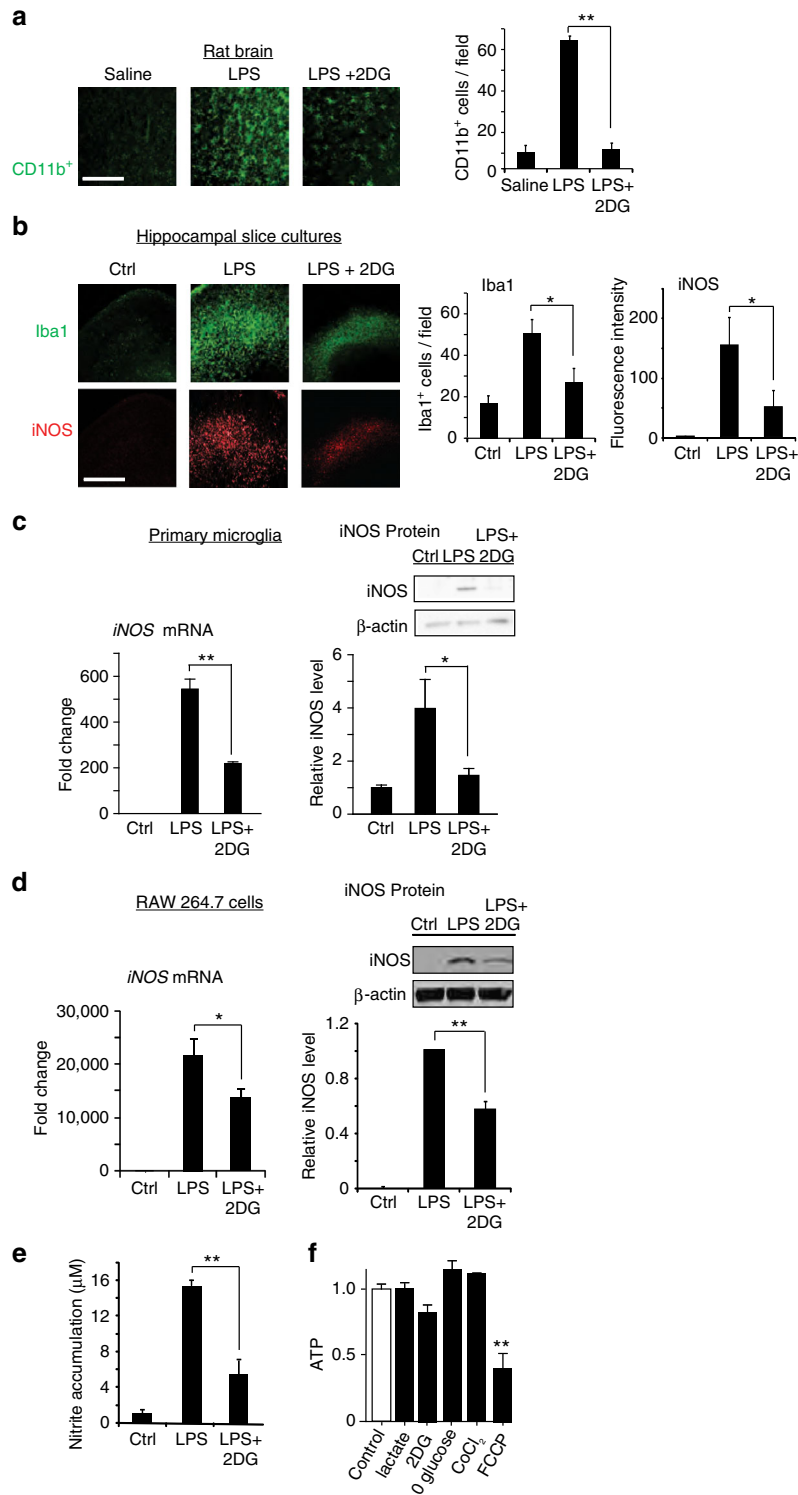 a
Rat brain
Saline LPS LPS +2DG
CD11b+
CD11b+ cells / field
60
40
20
0
**
Saline LPS LPS+
2DG
b
Hippocampal slice cultures
Ctrl LPS LPS + 2DG
Iba1
iNOS
Iba1
Iba1+ cells / field
60
40
20
0
*
Ctrl LPS LPS+
2DG
iNOS
Fluorescence intensity
200
100
0
*
Ctrl LPS LPS+
2DG
c
Primary microglia
iNOS mRNA
Fold change
600
400
200
0
**
Ctrl LPS LPS+
2DG
iNOS Protein
LPS+
Ctrl LPS 2DG
iNOS
β-actin
Relative iNOS level
6
4
2
0
*
Ctrl LPS LPS+
2DG
d
RAW 264.7 cells
iNOS mRNA
Fold change
30,000
20,000
10,000
0
*
Ctrl LPS LPS+
2DG
iNOS Protein
LPS+
Ctrl LPS 2DG
iNOS
β-actin
Relative iNOS level
1.2
0.8
0.4
0
**
Ctrl LPS LPS+
2DG
e
Nitrite accumulation (μM)
16
12
8
4
0
**
Ctrl LPS LPS+
2DG
f
ATP
1.0
0.5
0
**
Control
lactate
2DG
0 glucose
CoCl₂
FCCP